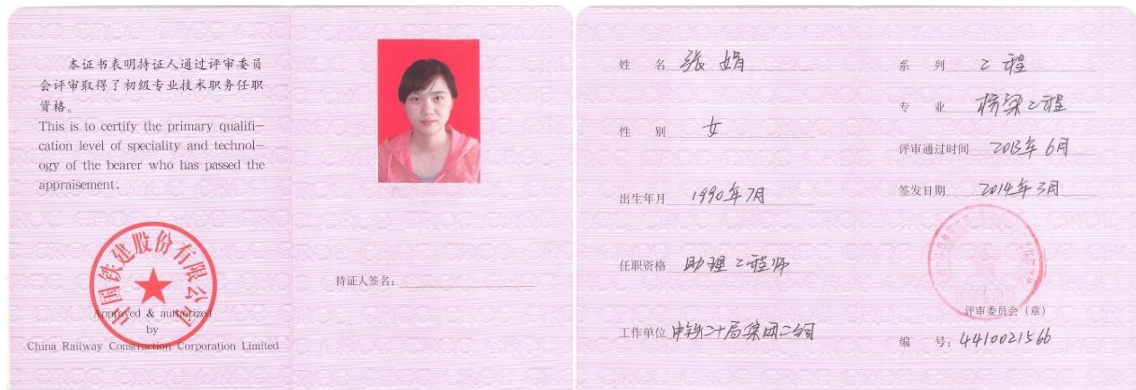 本证书表明持证人通过评审委员
会评审取得了初级专业技术职务任职
资格。
This is to certify the primary qualifi-
cation level of speciality and technol-
ogy of the bearer who has passed the
appraisement.
中国铁建股份有限公司
Approved & authorized
by
China Railway Construction Corporation Limited
持证人签名：
姓 名 张娟
性 别 女
出生年月 1990年7月
任职资格 助理工程师
工作单位 中铁二十局集团二公司
系 列 工程
专 业 桥梁工程
评审通过时间 2013年6月
签发日期 2014年3月
评审委员会（章）
编 号：4410021566